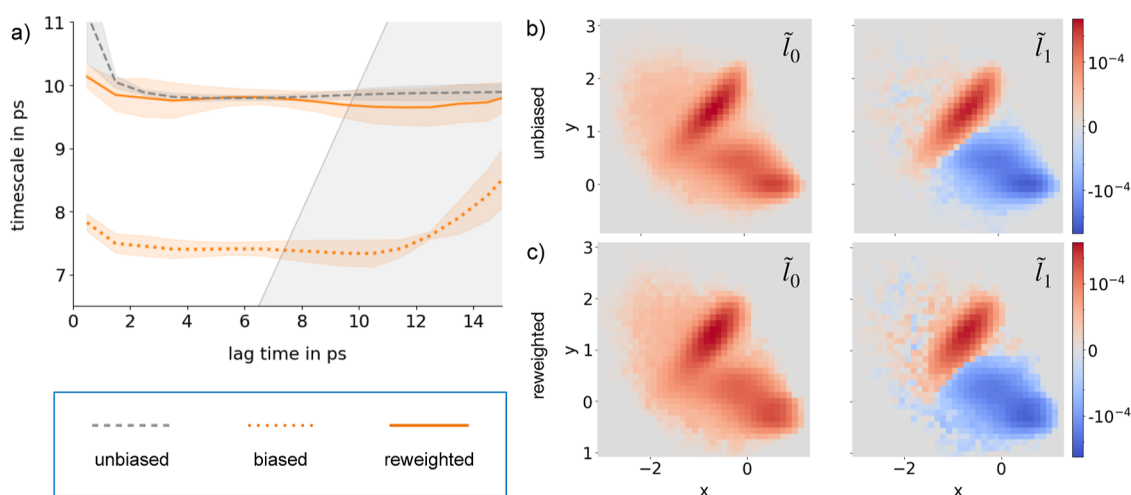 a)
11
10
9
8
7
timescale in ps
0 2 4 6 8 10 12 14
lag time in ps
unbiased biased reweighted
b)
unbiased
y
3
2
1
0
l̃0
l̃1
10⁻⁴
0
-10⁻⁴
c)
reweighted
y
3
2
1
0
1
l̃0
l̃1
10⁻⁴
0
-10⁻⁴
−2 0
−2 0
x
x